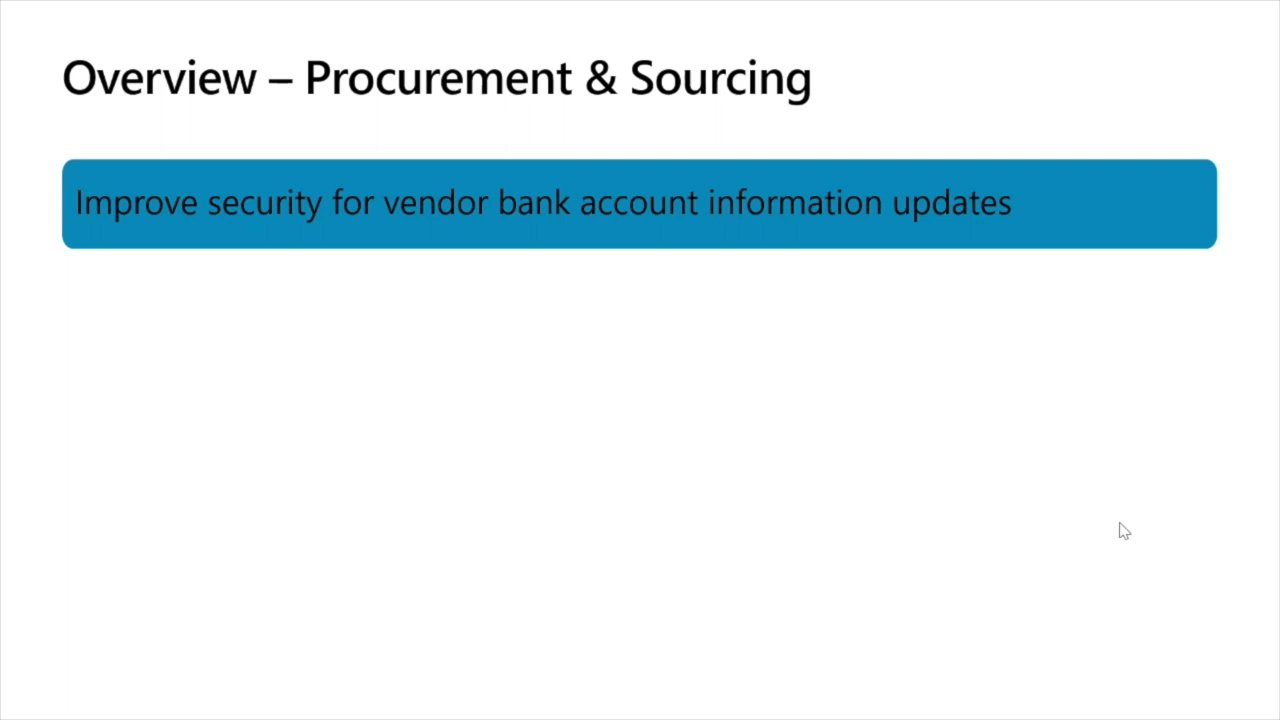 Overview – Procurement & Sourcing
Improve security for vendor bank account information updates